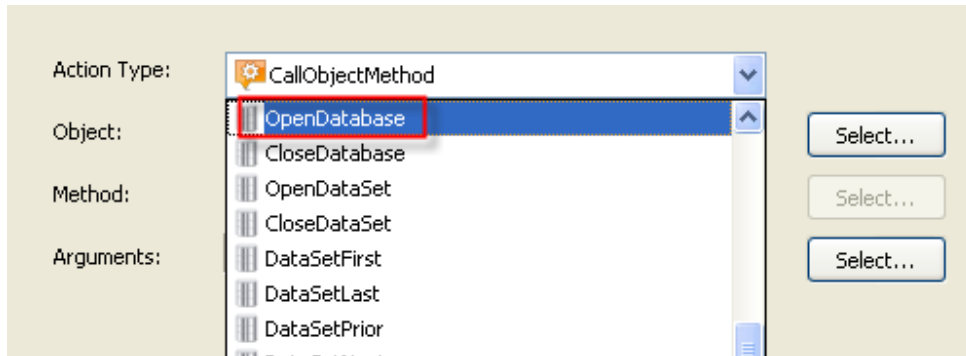 Action Type:
CallObjectMethod
OpenDatabase
Object:
Select...
CloseDatabase
OpenDataSet
Method:
Select...
CloseDataSet
Arguments:
DataSetFirst
Select...
DataSetLast
DataSetPrior